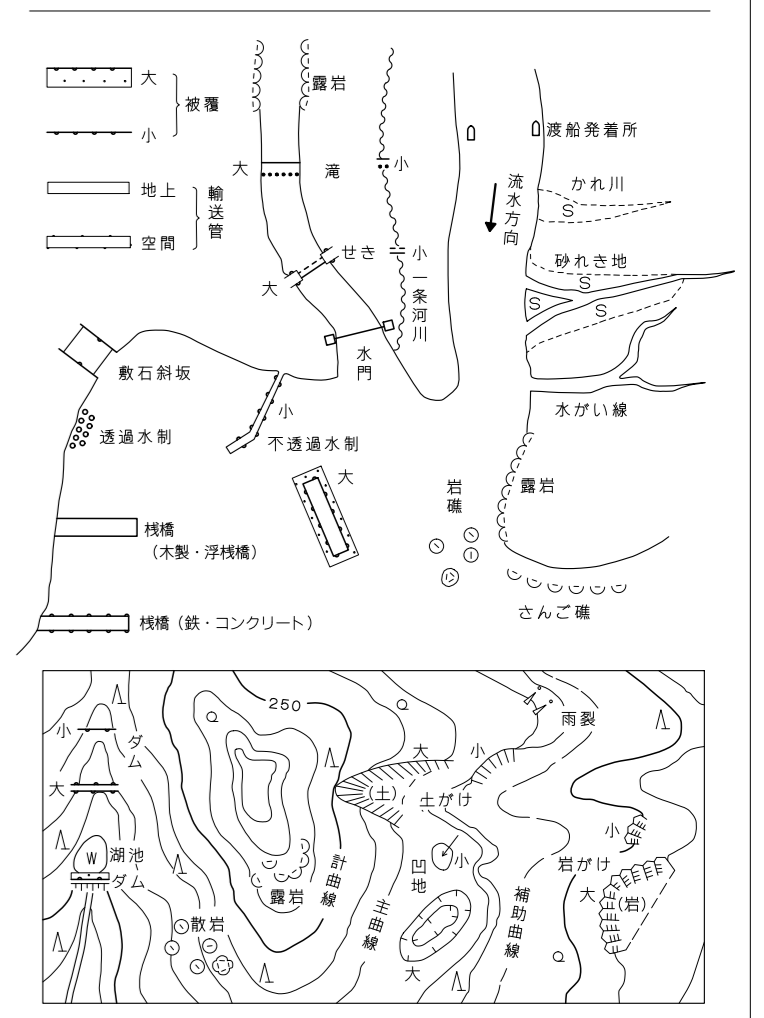 大
被覆
小
地上
輸送管
空間
露岩
大
滝
小
渡船発着所
流水方向
かれ川
S
せき
大
小
一条河川
砂れき地
S
S
S
水門
敷石斜坂
透過水制
小
不透過水制
水がい線
大
岩礁
露岩
桟橋
(木製・浮桟橋)
さんご礁
桟橋(鉄・コンクリート)
250
小
ダム
大
雨裂
大
小
(土)
土がけ
小
W
湖池
ダム
露岩
計曲線
主曲線
凹地
小
大
補助曲線
岩がけ
大
(岩)
散岩